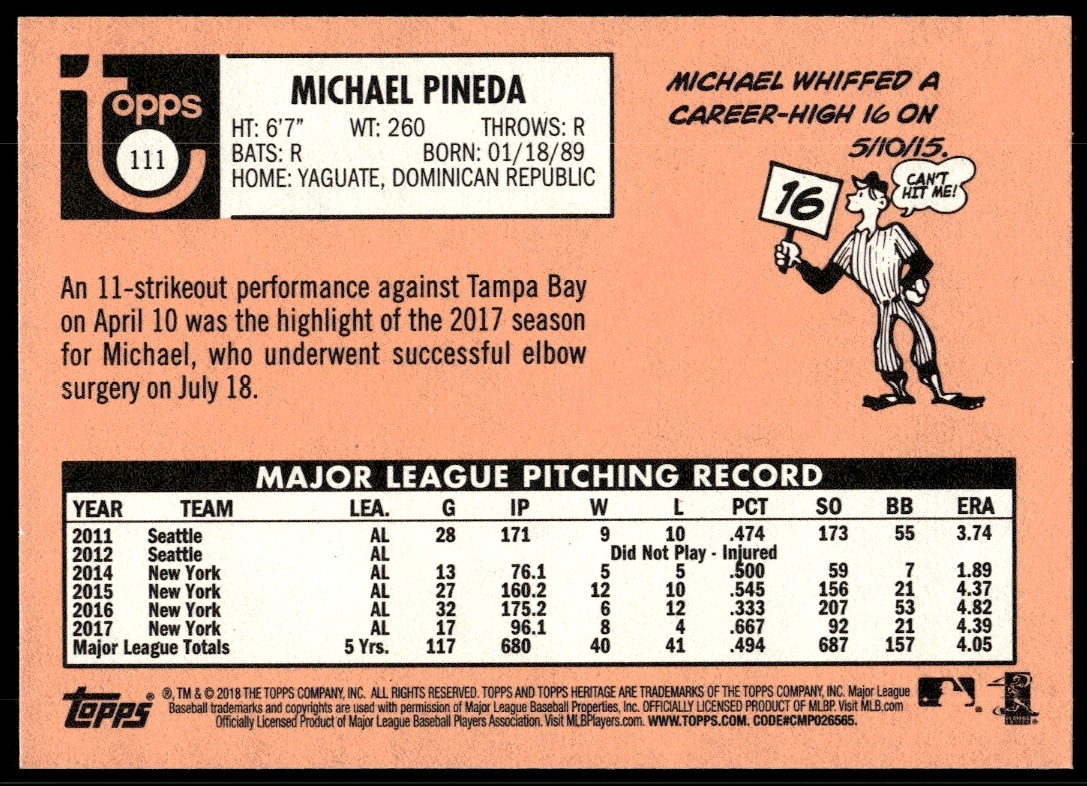 Topps
111
MICHAEL PINEDA
HT: 6'7" WT: 260 THROWS: R
BATS: R BORN: 01/18/89
HOME: YAGUATE, DOMINICAN REPUBLIC
MICHAEL WHIFFED A
CAREER-HIGH 16 ON
5/10/15.
16
CAN'T
HIT ME!
An 11-strikeout performance against Tampa Bay
on April 10 was the highlight of the 2017 season
for Michael, who underwent successful elbow
surgery on July 18.
MAJOR LEAGUE PITCHING RECORD
YEAR TEAM LEA. G IP W L PCT SO BB ERA
2011 Seattle AL 28 171 9 10 .474 173 55 3.74
2012 Seattle AL Did Not Play - Injured
2014 New York AL 13 76.1 5 5 .500 59 7 1.89
2015 New York AL 27 160.2 12 10 .545 156 21 4.37
2016 New York AL 32 175.2 6 12 .333 207 53 4.82
2017 New York AL 17 96.1 8 4 .667 92 21 4.39
Major League Totals 5 Yrs. 117 680 40 41 .494 687 157 4.05
Topps ® ®, TM & © 2018 THE TOPPS COMPANY, INC. ALL RIGHTS RESERVED. TOPPS AND TOPPS HERITAGE ARE TRADEMARKS OF THE TOPPS COMPANY, INC. Major League
Baseball trademarks and copyrights are used with permission of Major League Baseball Properties, Inc. OFFICIALLY LICENSED PRODUCT OF MLBP. Visit MLB.com
Officially Licensed Product of Major League Baseball Players Association. Visit MLBPlayers.com. WWW.TOPPS.COM. CODE#CMP026565.